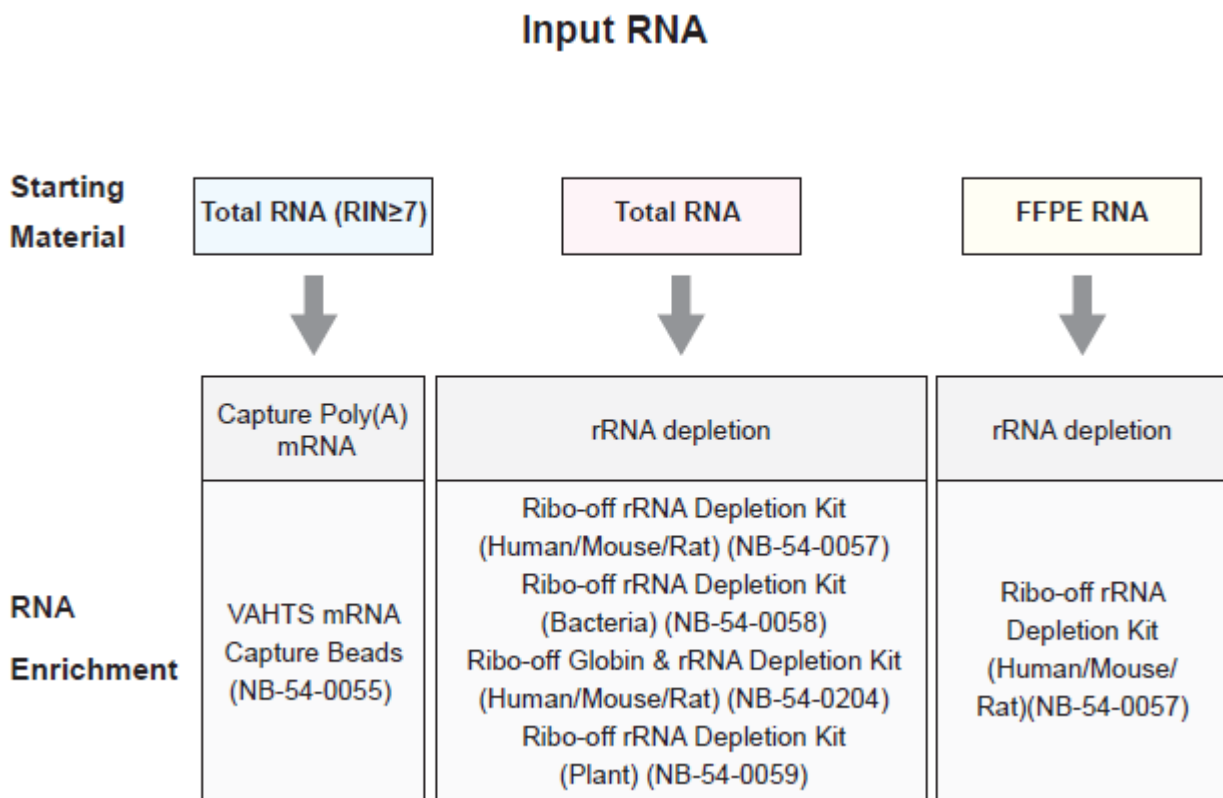 Input RNA
Starting
Material
Total RNA (RIN≥7)
Total RNA
FFPE RNA
Capture Poly(A)
mRNA
rRNA depletion
rRNA depletion
RNA
Enrichment
VAHTS mRNA
Capture Beads
(NB-54-0055)
Ribo-off rRNA Depletion Kit
(Human/Mouse/Rat) (NB-54-0057)
Ribo-off rRNA Depletion Kit
(Bacteria) (NB-54-0058)
Ribo-off Globin & rRNA Depletion Kit
(Human/Mouse/Rat) (NB-54-0204)
Ribo-off rRNA Depletion Kit
(Plant) (NB-54-0059)
Ribo-off rRNA
Depletion Kit
(Human/Mouse/
Rat)(NB-54-0057)